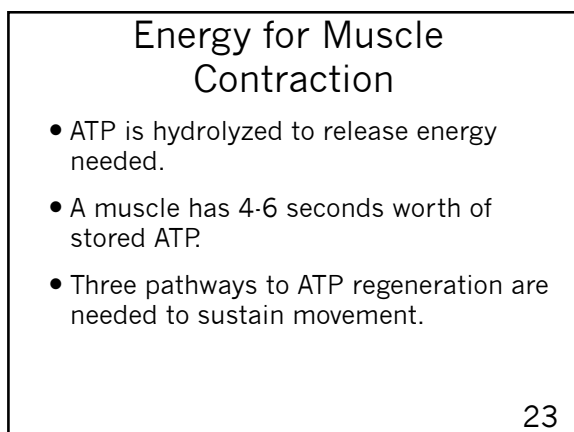 Energy for Muscle
Contraction
• ATP is hydrolyzed to release energy
needed.
• A muscle has 4-6 seconds worth of
stored ATP.
• Three pathways to ATP regeneration are
needed to sustain movement.
23